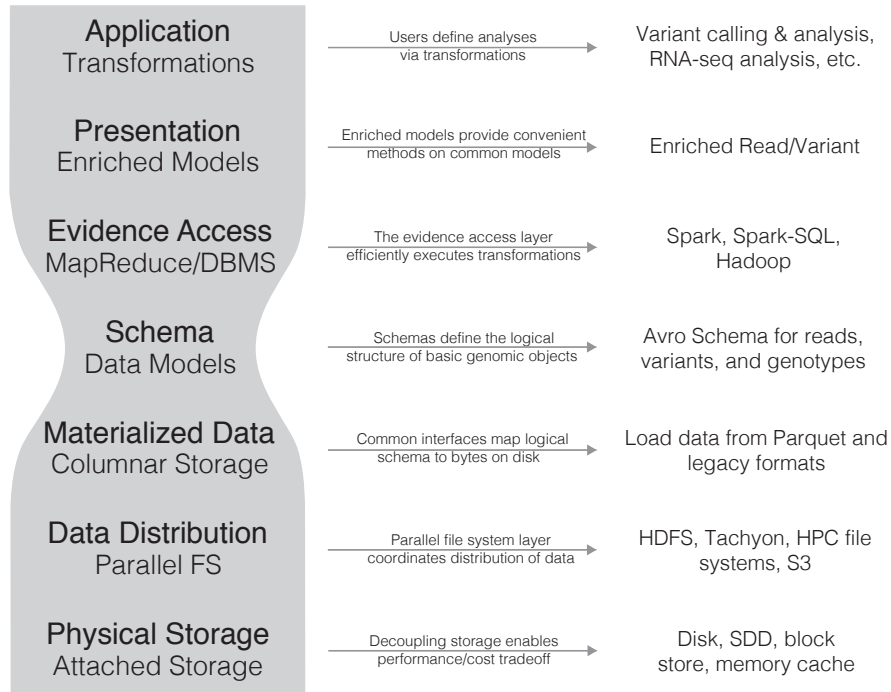 Application
Transformations
Users define analyses
via transformations
Variant calling & analysis,
RNA-seq analysis, etc.
Presentation
Enriched Models
Enriched models provide convenient
methods on common models
Enriched Read/Variant
Evidence Access
MapReduce/DBMS
The evidence access layer
efficiently executes transformations
Spark, Spark-SQL,
Hadoop
Schema
Data Models
Schemas define the logical
structure of basic genomic objects
Avro Schema for reads,
variants, and genotypes
Materialized Data
Columnar Storage
Common interfaces map logical
schema to bytes on disk
Load data from Parquet and
legacy formats
Data Distribution
Parallel FS
Parallel file system layer
coordinates distribution of data
HDFS, Tachyon, HPC file
systems, S3
Physical Storage
Attached Storage
Decoupling storage enables
performance/cost tradeoff
Disk, SDD, block
store, memory cache